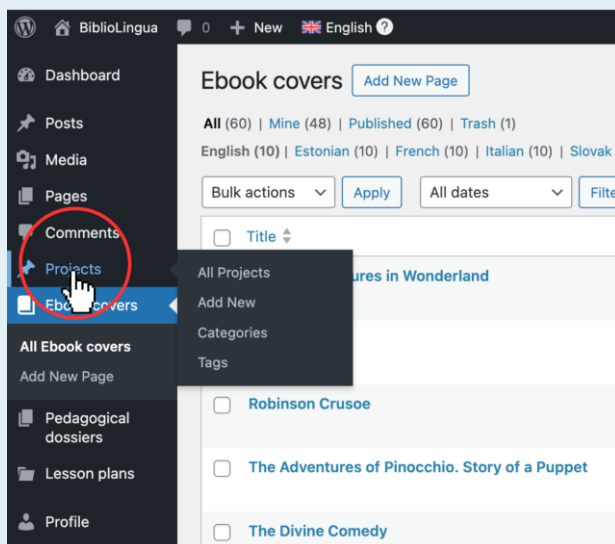 BiblioLingua 0 + New English ?
Dashboard
Posts
Media
Pages
Comments
Projects
Ebook covers
All Ebook covers
Add New Page
Pedagogical
dossiers
Lesson plans
Profile
All Projects
Add New
Categories
Tags
Ebook covers Add New Page
All (60) | Mine (48) | Published (60) | Trash (1)
English (10) | Estonian (10) | French (10) | Italian (10) | Slovak
Bulk actions Apply All dates Filte
Title
ures in Wonderland
Robinson Crusoe
The Adventures of Pinocchio. Story of a Puppet
The Divine Comedy